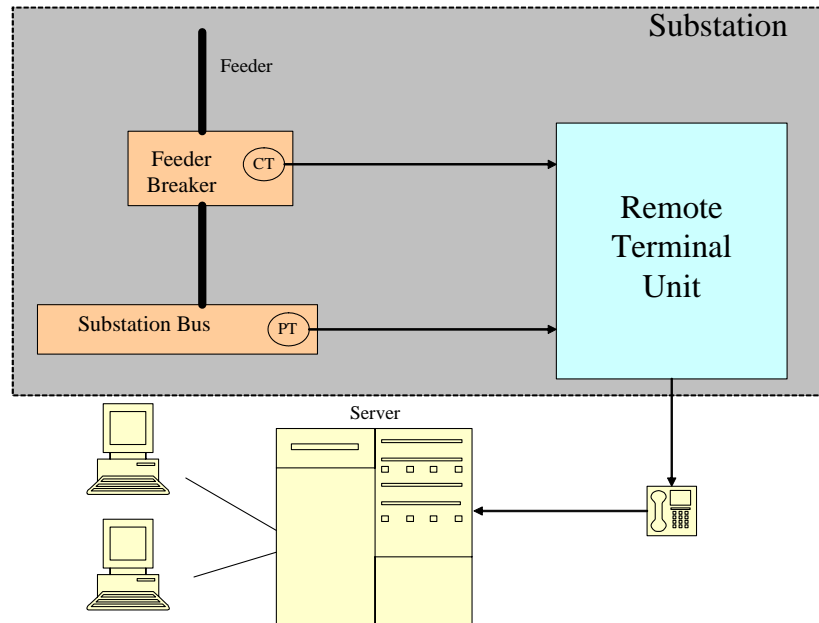 Substation
Feeder
Feeder
Breaker
CT
Remote
Terminal
Unit
Substation Bus
PT
Server